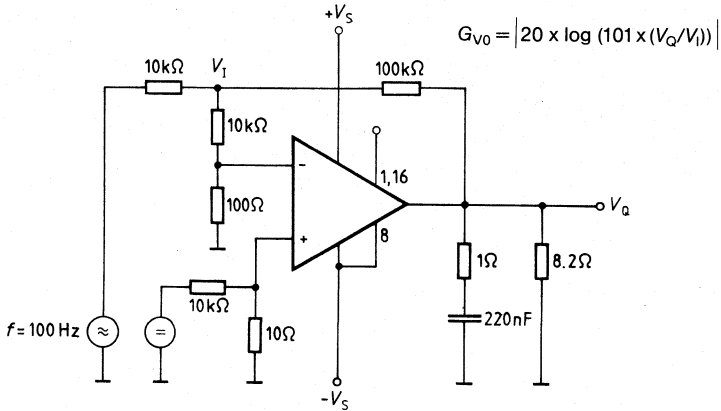 +V_S
G_V0 = |20 x log (101 x (V_Q/V_I))|
10kΩ
V_I
100kΩ
10kΩ
-
1,16
100Ω
+
8
V_Q
10kΩ
1Ω
8.2Ω
f = 100 Hz
≈
=
10Ω
220nF
-V_S